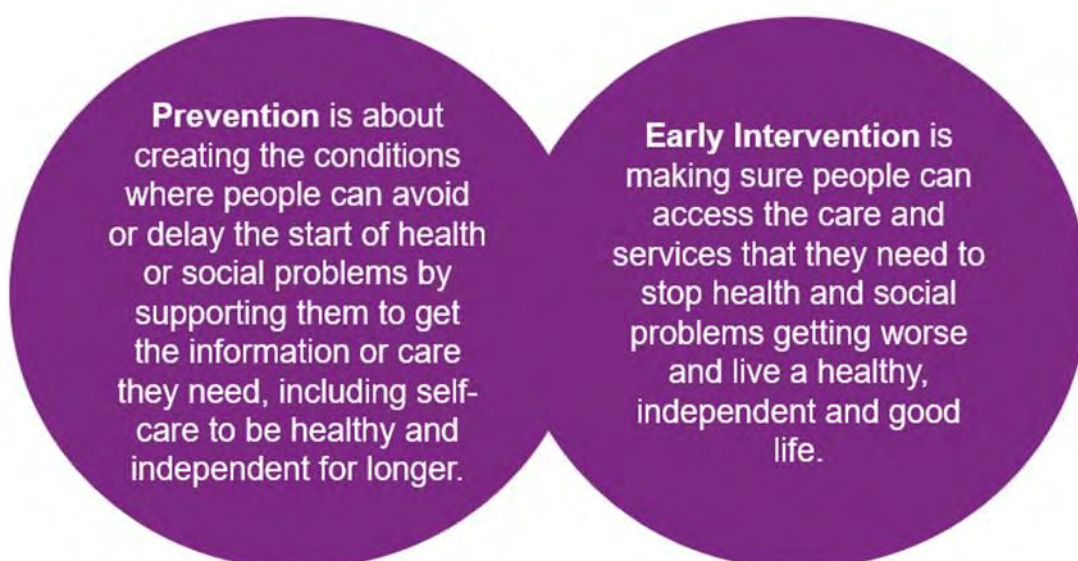 Prevention is about
creating the conditions
where people can avoid
or delay the start of health
or social problems by
supporting them to get
the information or care
they need, including self-
care to be healthy and
independent for longer.
Early Intervention is
making sure people can
access the care and
services that they need to
stop health and social
problems getting worse
and live a healthy,
independent and good
life.